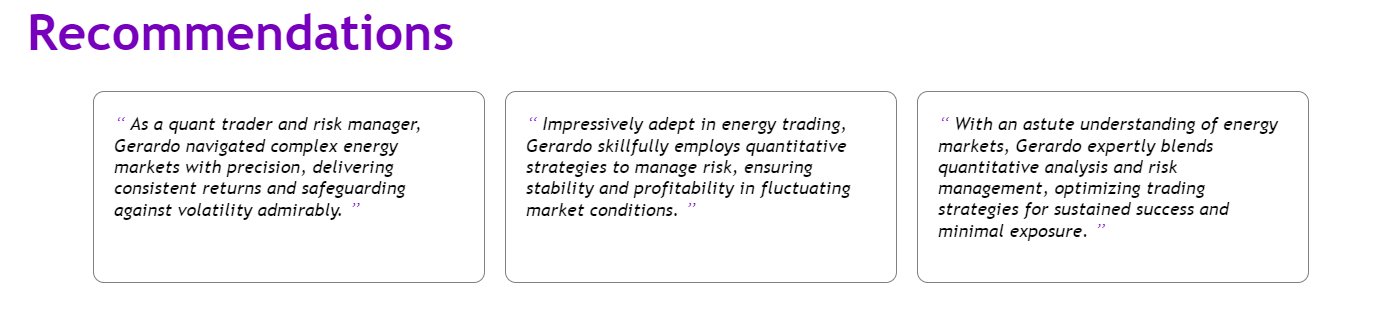 Recommendations
“ As a quant trader and risk manager,
Gerardo navigated complex energy
markets with precision, delivering
consistent returns and safeguarding
against volatility admirably. ”
“ Impressively adept in energy trading,
Gerardo skillfully employs quantitative
strategies to manage risk, ensuring
stability and profitability in fluctuating
market conditions. ”
“ With an astute understanding of energy
markets, Gerardo expertly blends
quantitative analysis and risk
management, optimizing trading
strategies for sustained success and
minimal exposure. ”